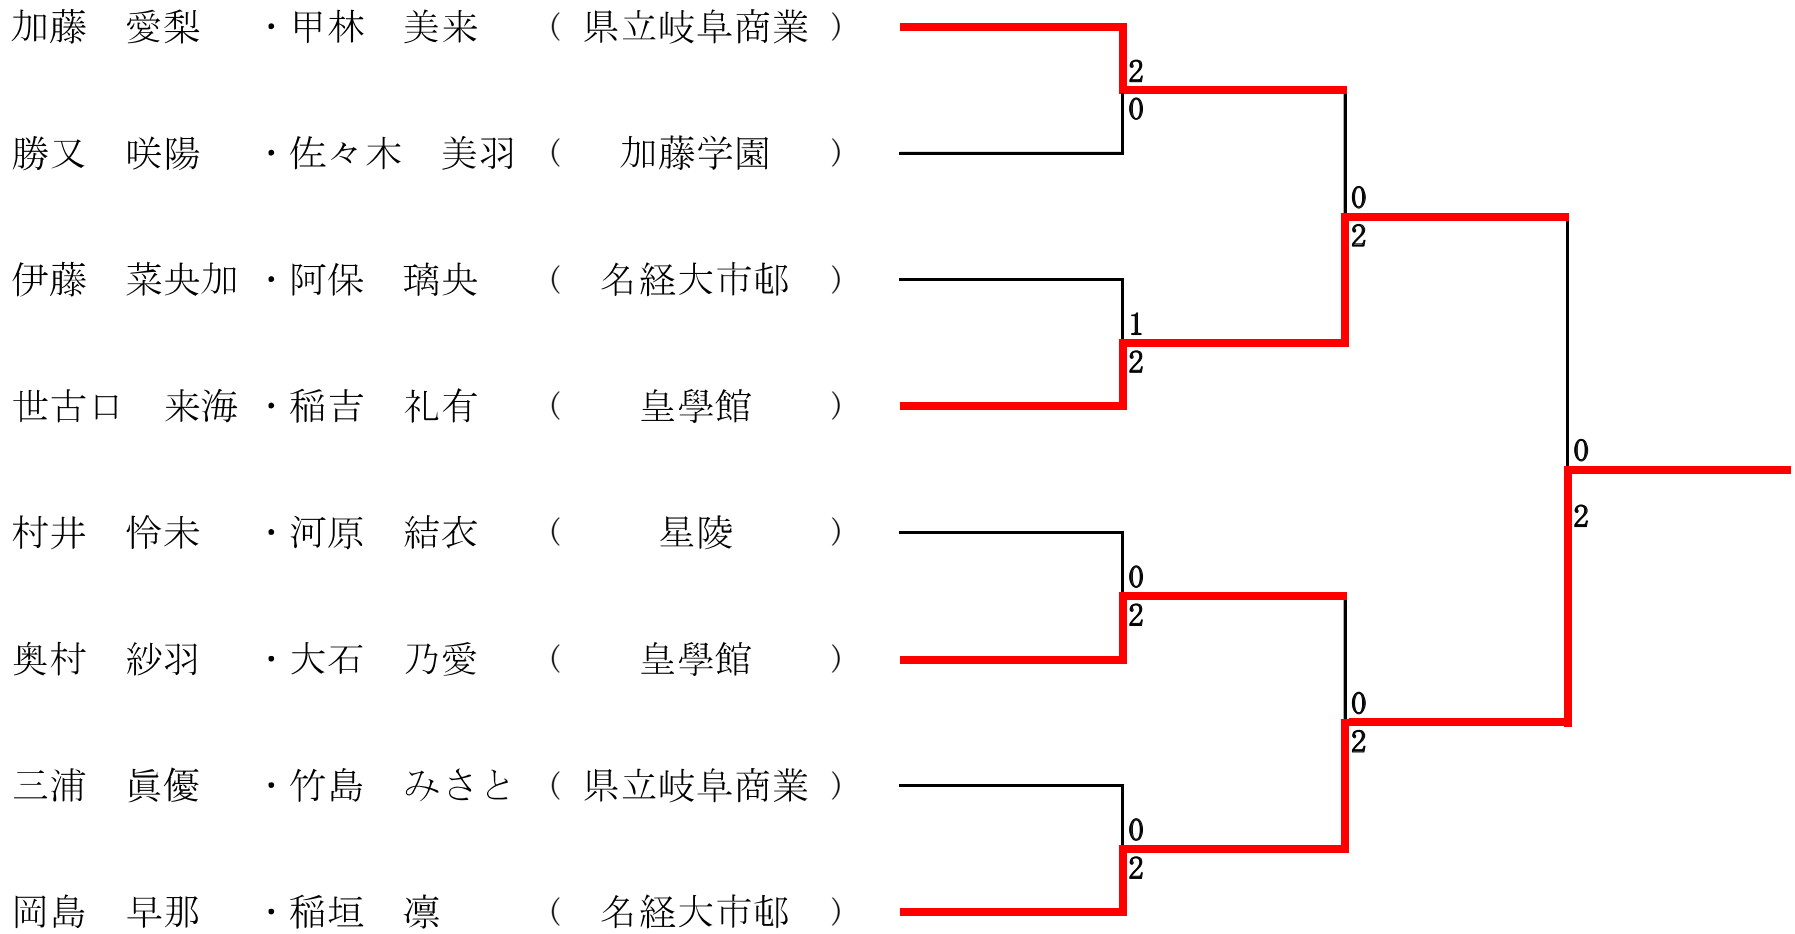 加藤　愛梨　・甲林　美来　（ 県立岐阜商業 ）
2
0
勝又　咲陽　・佐々木　美羽　（ 加藤学園 ）
0
2
伊藤　菜央加・阿保　璃央　（ 名経大市邨 ）
1
2
世古口　来海・稲吉　礼有　（ 皇學館 ）
0
2
村井　怜未　・河原　結衣　（ 星陵 ）
0
2
奥村　紗羽　・大石　乃愛　（ 皇學館 ）
0
2
三浦　眞優　・竹島　みさと　（ 県立岐阜商業 ）
0
2
岡島　早那　・稲垣　凛　（ 名経大市邨 ）